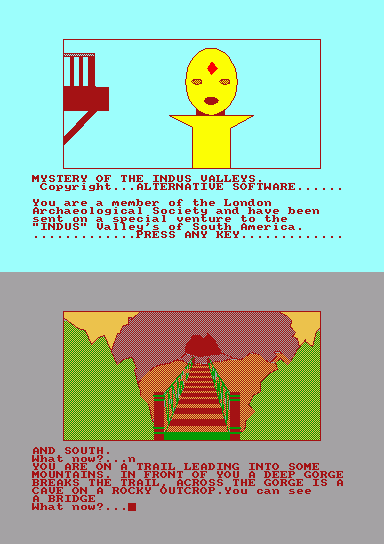 MYSTERY OF THE INDUS VALLEYS.
Copyright...ALTERNATIVE SOFTWARE......
You are a member of the London
Archaeological Society and have been
sent on a special venture to the
"INDUS" Valley's of South America.
.............PRESS ANY KEY.............
AND SOUTH.
What now?...n
YOU ARE ON A TRAIL LEADING INTO SOME
MOUNTAINS. IN FRONT OF YOU A DEEP GORGE
BREAKS THE TRAIL, ACROSS THE GORGE IS A
CAVE ON A ROCKY OUTCROP.You can see
A BRIDGE
What now?...